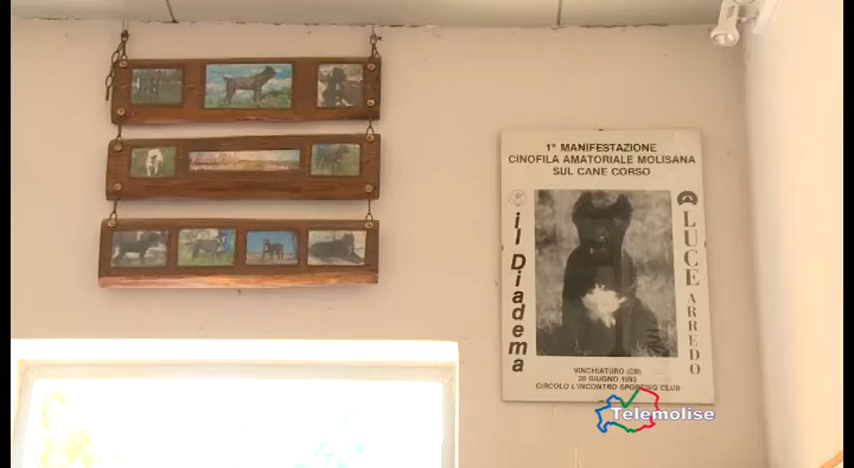 1ª MANIFESTAZIONE
CINOFILA AMATORIALE MOLISANA
SUL CANE CORSO
il Diadema
LUCE ARREDO
VINCHIATURO (CB)
20 GIUGNO 1993
CIRCOLO L'INCONTRO SPORTING CLUB
Telemolise